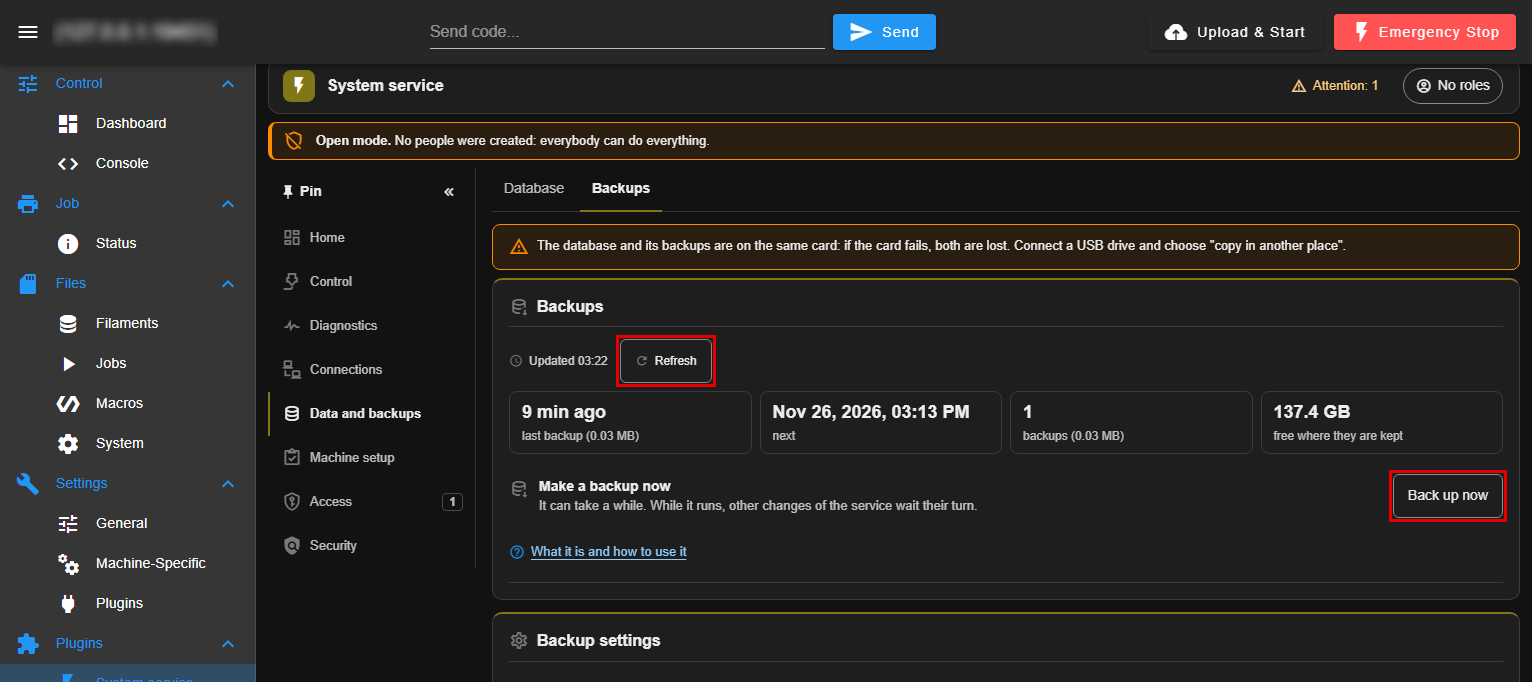 Send code...
Send
Upload & Start
Emergency Stop
Control
Dashboard
Console
Job
Status
Files
Filaments
Jobs
Macros
System
Settings
General
Machine-Specific
Plugins
Plugins
System service
System service
Attention: 1
No roles
Open mode. No people were created: everybody can do everything.
Pin
«
Home
Control
Diagnostics
Connections
Data and backups
Machine setup
Access
1
Security
Database
Backups
The database and its backups are on the same card: if the card fails, both are lost. Connect a USB drive and choose "copy in another place".
Backups
Updated 03:22
Refresh
9 min ago
last backup (0.03 MB)
Nov 26, 2026, 03:13 PM
next
1
backups (0.03 MB)
137.4 GB
free where they are kept
Make a backup now
It can take a while. While it runs, other changes of the service wait their turn.
Back up now
What it is and how to use it
Backup settings